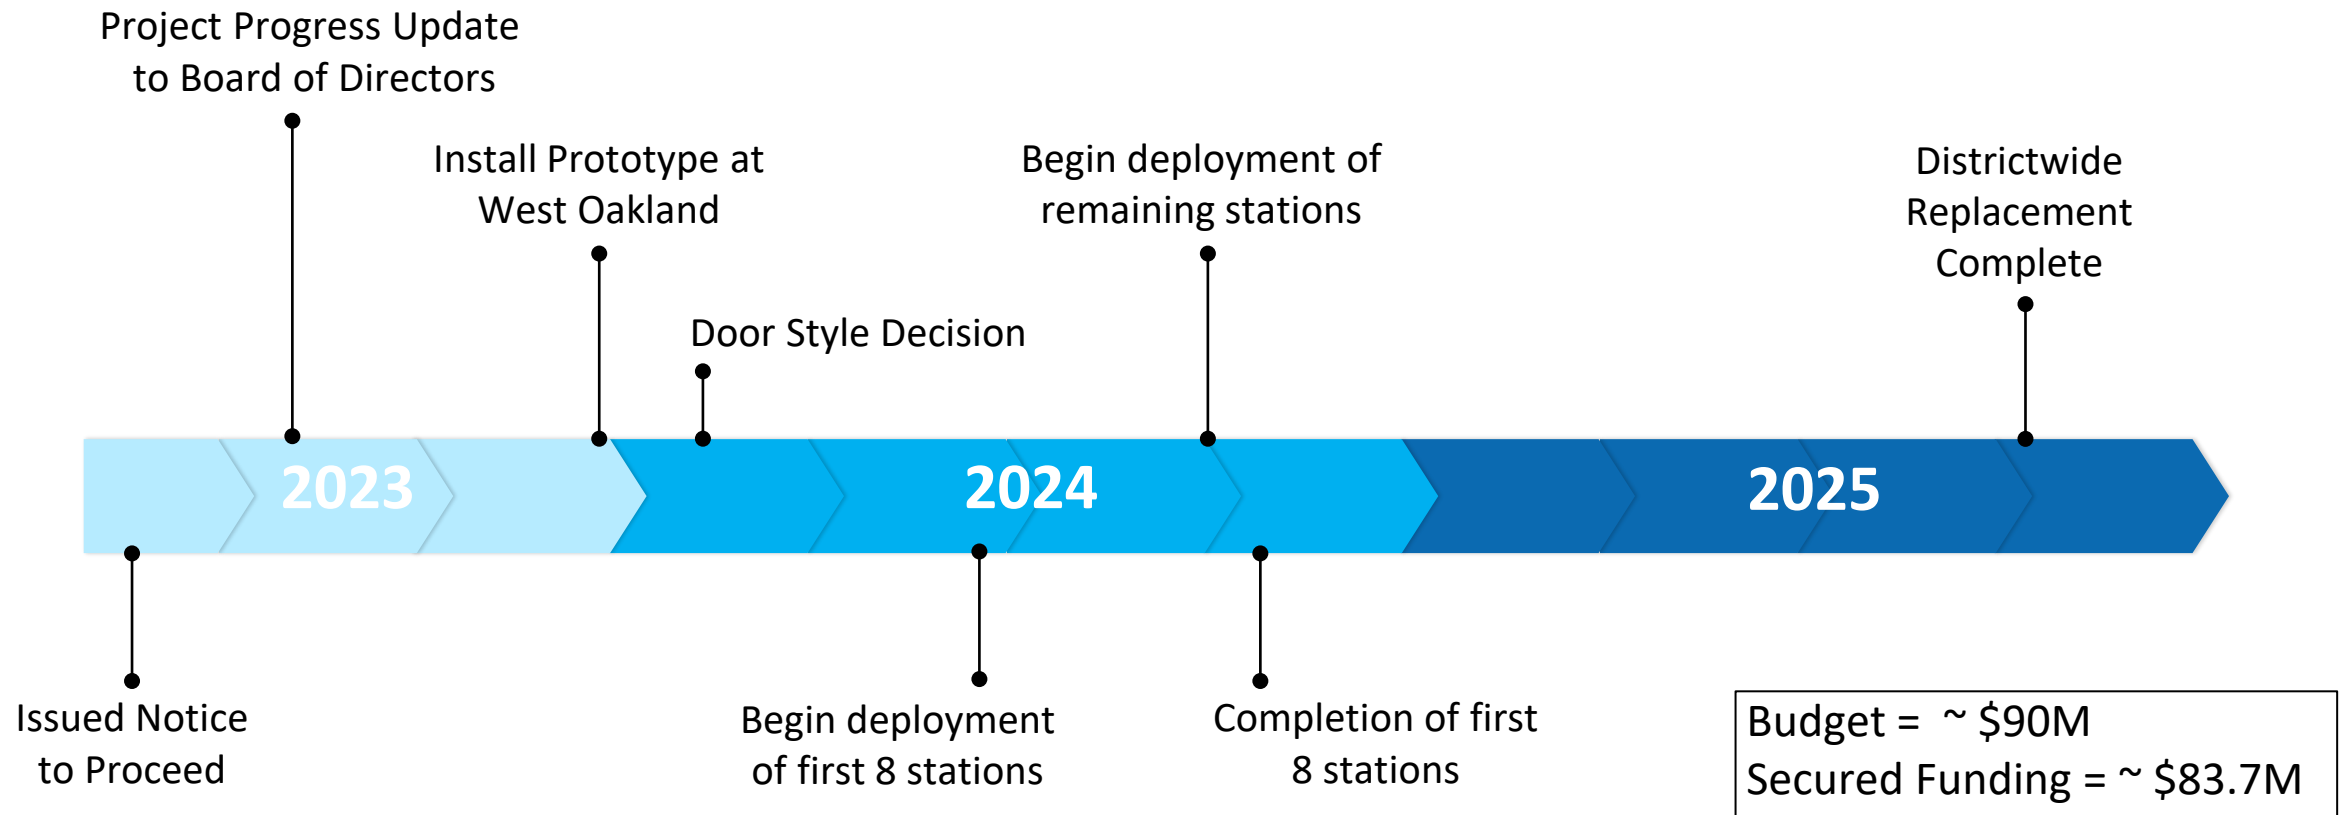 Project Progress Update
to Board of Directors
Install Prototype at
West Oakland
Begin deployment of
remaining stations
Districtwide
Replacement
Complete
Door Style Decision
2023
2024
2025
Issued Notice
to Proceed
Begin deployment
of first 8 stations
Completion of first
8 stations
Budget = ~ $90M
Secured Funding = ~ $83.7M